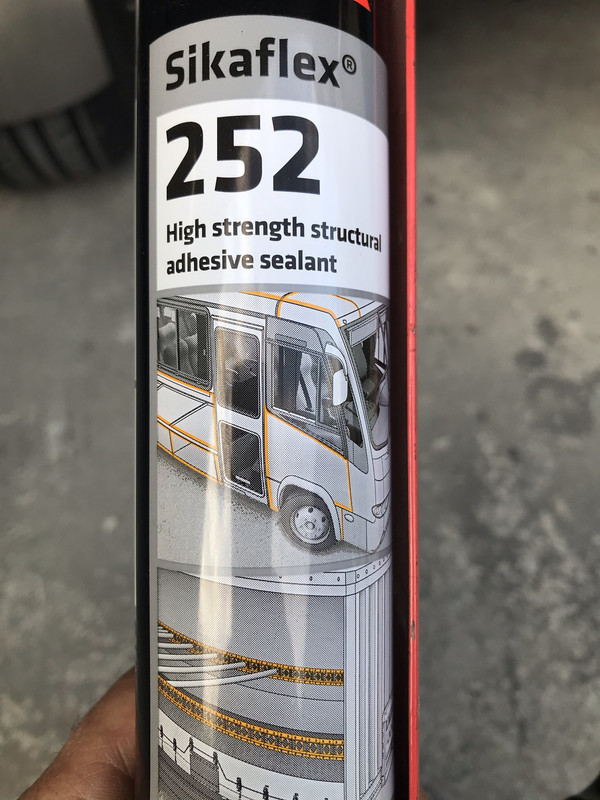 Sikaflex®
252
High strength structural
adhesive sealant